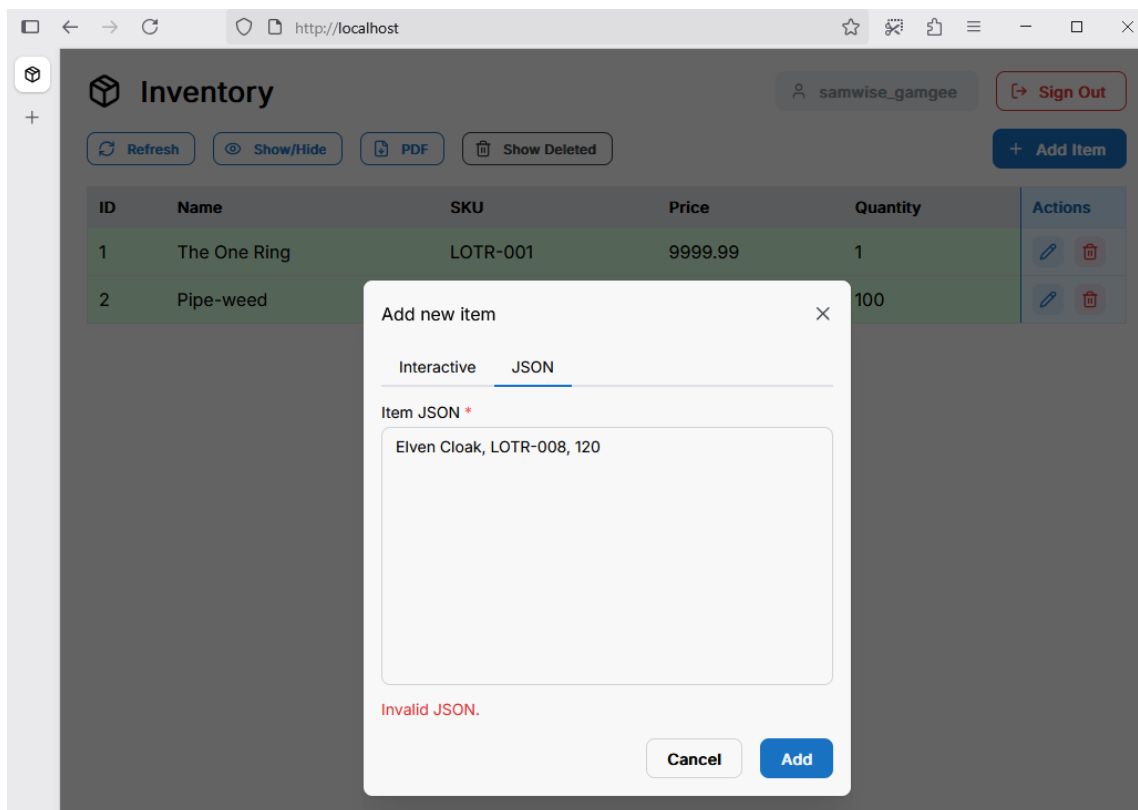 http://localhost
Inventory
samwise_gamgee
Sign Out
Refresh
Show/Hide
PDF
Show Deleted
+ Add Item
ID Name SKU Price Quantity Actions
1 The One Ring LOTR-001 9999.99 1
2 Pipe-weed 100
Add new item
Interactive JSON
Item JSON *
Elven Cloak, LOTR-008, 120
Invalid JSON.
Cancel Add